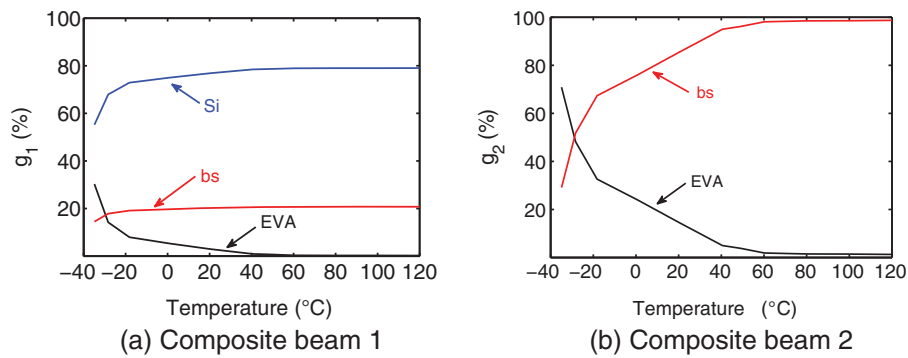 100
80
60
40
20
g1 (%)
Si
bs
EVA
−40 −20 0 20 40 60 80 100 120
Temperature (°C)
(a) Composite beam 1
100
80
60
40
20
0
g2 (%)
bs
EVA
−40 −20 0 20 40 60 80 100 120
Temperature (°C)
(b) Composite beam 2